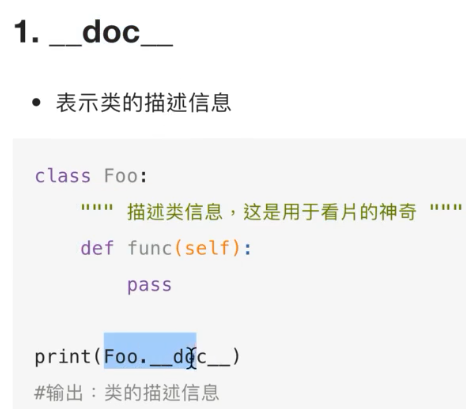 1. __doc__
• 表示类的描述信息
class Foo:
    """ 描述类信息，这是用于看片的神奇 """
    def func(self):
        pass
print(Foo.__doc__)
#输出：类的描述信息